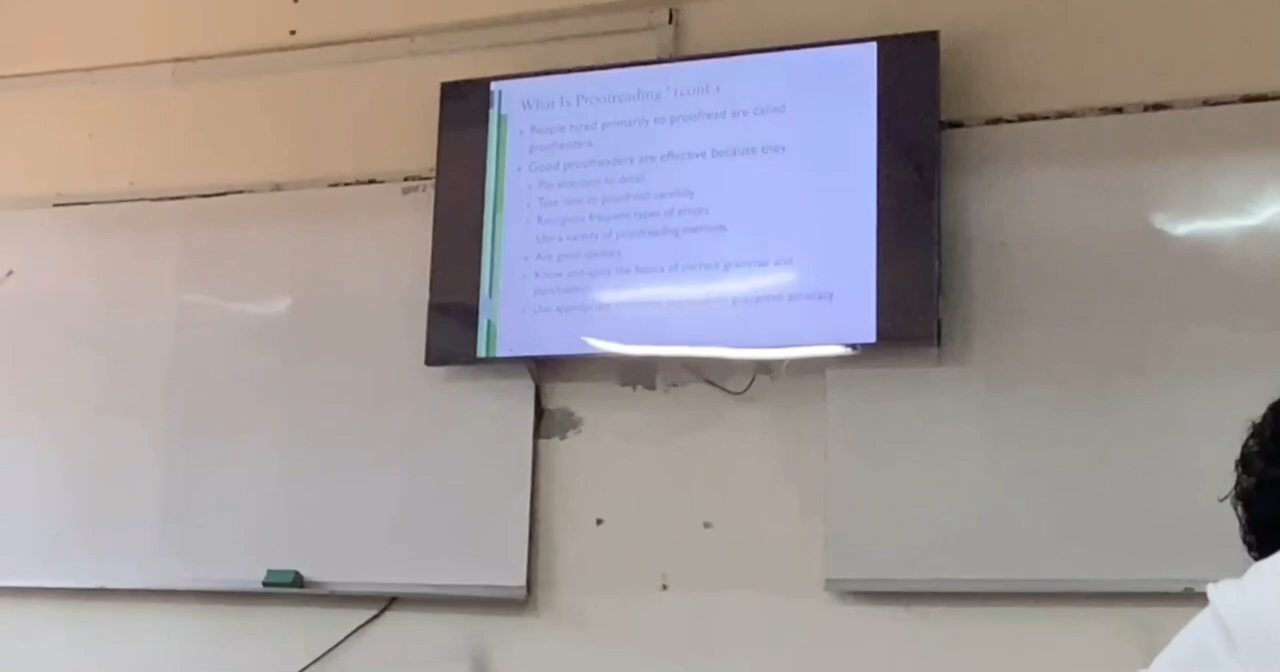 What Is Proofreading? (cont.)
People hired primarily to proofread are called
proofreaders
Good proofreaders are effective because they
Pay attention to detail
Take time to proofread carefully
Recognize frequent types of errors
Use a variety of proofreading methods
Are good spellers
Know and apply the basics of correct grammar and
punctuation
Use appropriate guarantee accuracy